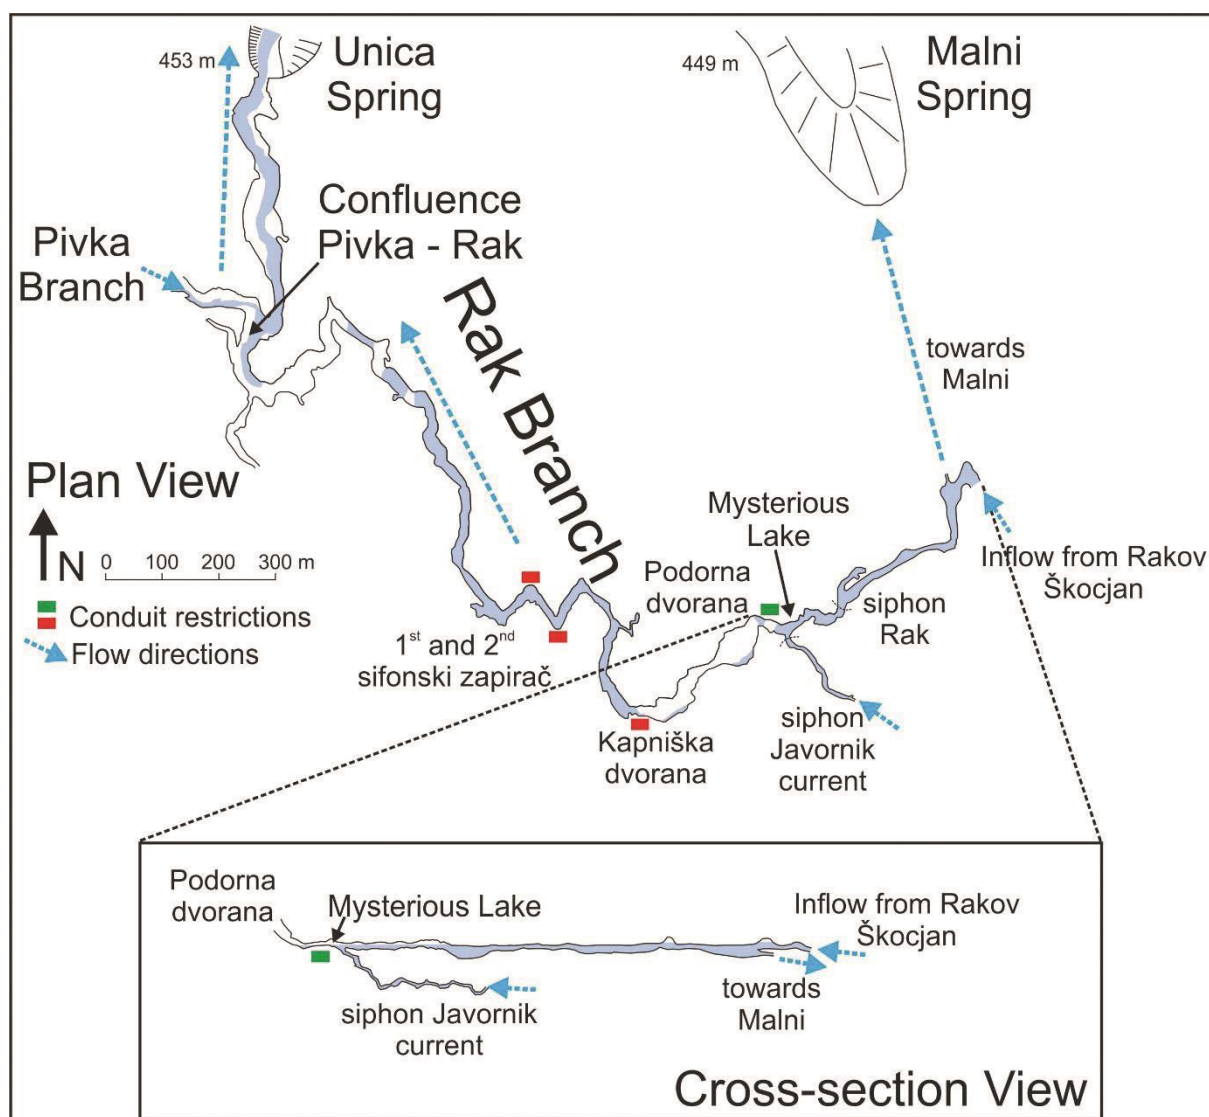 453 m
Unica
Spring
449 m
Malni
Spring
Confluence
Pivka - Rak
Pivka
Branch
Rak Branch
towards
Malni
Plan View
N
0 100 200 300 m
Conduit restrictions
Flow directions
Mysterious
Lake
Podorna
dvorana
Inflow from Rakov
Škocjan
siphon
Rak
1st and 2nd
sifonski zapirač
Kapniška
dvorana
siphon
Javornik
current
Podorna
dvorana
Mysterious Lake
Inflow from Rakov
Škocjan
siphon Javornik
current
towards
Malni
Cross-section View